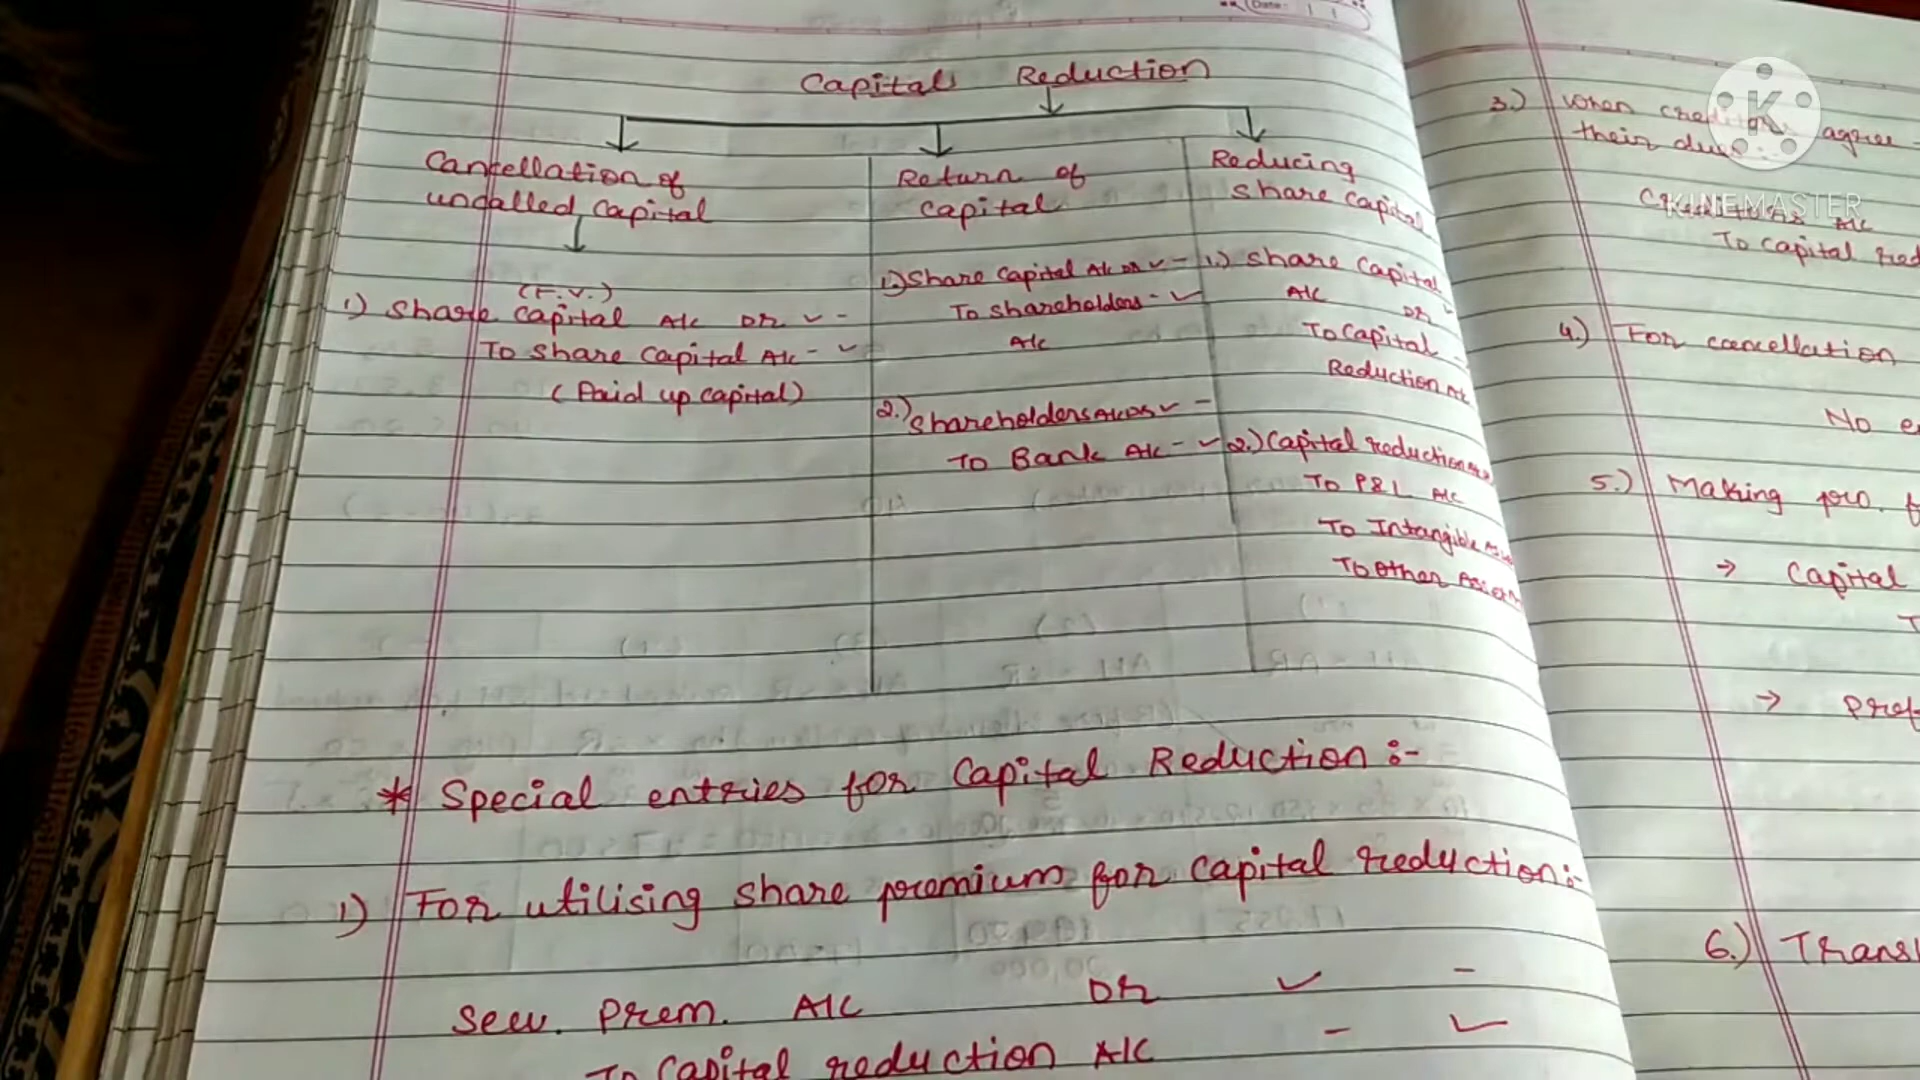 Date:
Capital Reduction
Cancellation of
uncalled capital
(F.V.)
1) Share capital A/c Dr ✓ -
To share capital A/c - ✓
(Paid up capital)
Return of
capital
1.) Share capital A/c Dr ✓ -
To shareholders - ✓
A/c
2.) Shareholders A/c Dr ✓ -
To Bank A/c - ✓
Reducing
share capital
1.) Share capital
A/c Dr
To Capital -
Reduction A/c
2.) Capital reduction
To P&L A/c
To Intangible
To other Assets
* Special entries for Capital Reduction :-
1) For utilising share premium for capital reduction:-
Secu. Prem. A/c Dr ✓ -
To Capital reduction A/c - ✓
3.) When agree
their dues
A/c
To capital
4.) For cancellation
No
5.) Making pro.
→ Capital
→
6.)
K
KINEMASTER